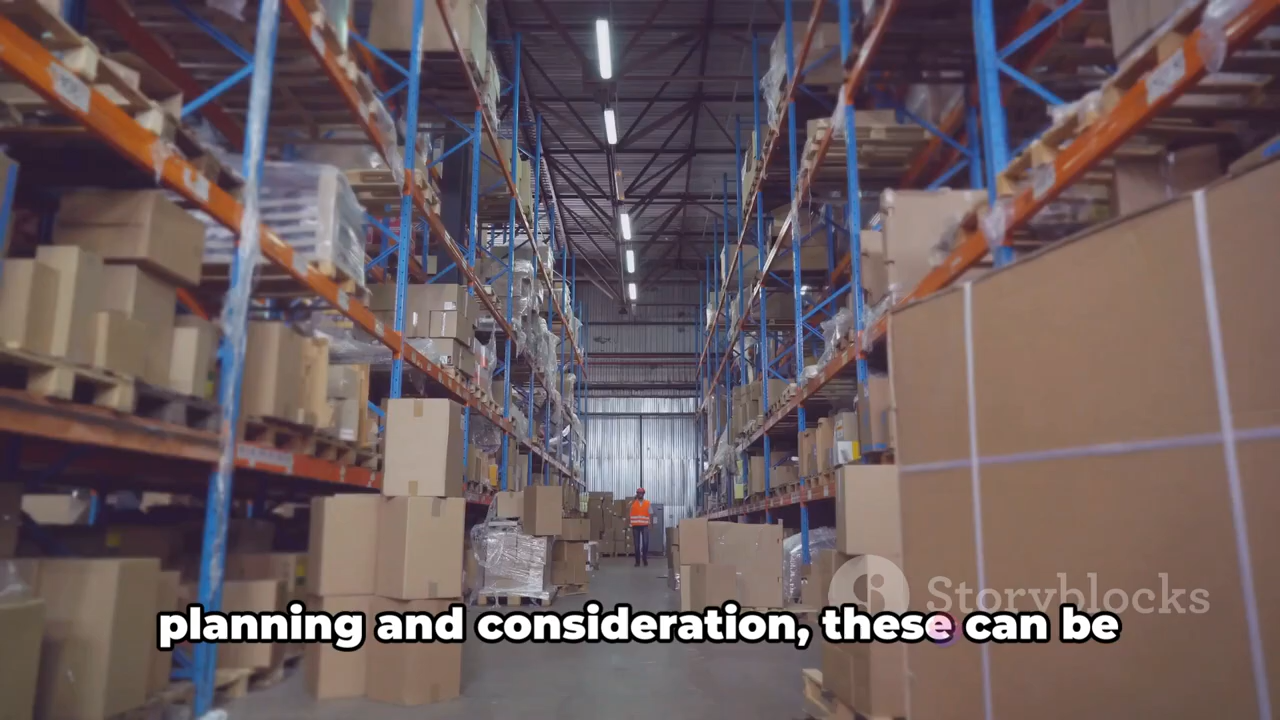 Storyblocks
planning and consideration, these can be